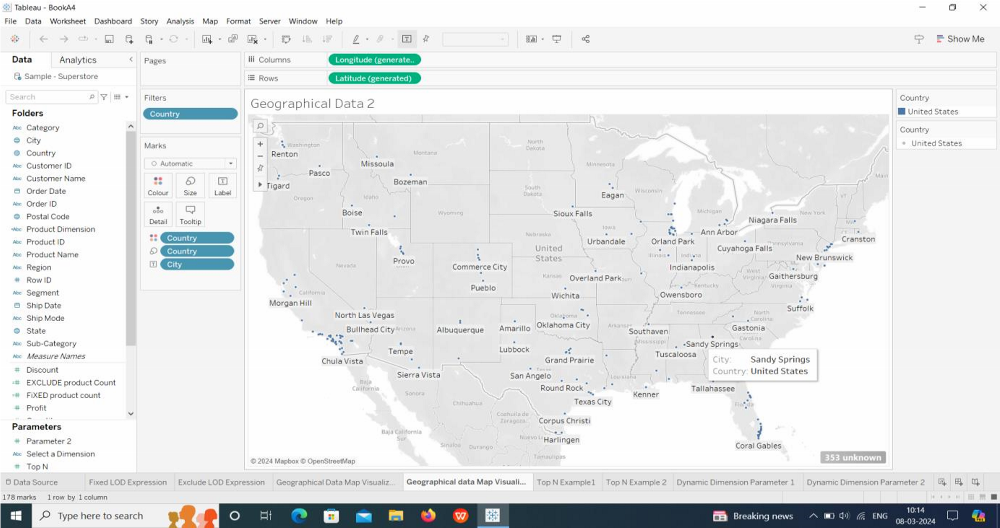 Tableau - BookA4
File Data Worksheet Dashboard Story Analysis Map Format Server Window Help
Show Me
Data Analytics
Sample - Superstore
Search
Folders
Abc Category
City
Country
Abc Customer ID
Abc Customer Name
Order Date
Abc Order ID
Postal Code
Abc Product Dimension
Abc Product ID
Abc Product Name
Abc Region
# Row ID
Abc Segment
Ship Date
Abc Ship Mode
State
Abc Sub-Category
Abc Measure Names
# Discount
=# EXCLUDE product Count
=# FiXED product count
# Profit
Parameters
# Parameter 2
Abc Select a Dimension
# Top N
Pages
Filters
Country
Marks
Automatic
Colour Size Label
Detail Tooltip
Country
Country
City
Columns Longitude (generate..
Rows Latitude (generated)
Geographical Data 2
Washington
North Dakota
Renton
Montana
Missoula
Minnesota
Pasco
Bozeman
Tigard
South Dakota
Wisconsin
Eagan
Oregon
Idaho
VT
Boise
Wyoming
Sioux Falls
Michigan
New York
Niagara Falls
Twin Falls
Nebraska
Iowa
Ann Arbor
Cranston
Urbandale
Orland Park
Cuyahoga Falls
United States
Illinois
New Brunswick
Provo
Nevada
Commerce City
Indianapolis
Kansas
Overland Park
West Virginia
Gaithersburg
Pueblo
California
Wichita
Kentucky
Virginia
Owensboro
Morgan Hill
Suffolk
North Las Vegas
Oklahoma
Tennessee
North Carolina
Bullhead City
Arizona
Albuquerque
Amarillo
Oklahoma City
Southaven
Gastonia
Mississippi
Sandy Springs
Carolina
Tempe
Lubbock
Tuscaloosa
Chula Vista
Grand Prairie
City: Sandy Springs
Country: United States
Sierra Vista
San Angelo
Louisiana
Baja California
Sonora
Round Rock
Kenner
Tallahassee
Chihuahua
Texas City
Florida
Coahuila de Zaragoza
Corpus Christi
Baja California Sur
Sinaloa
Durango
Harlingen
Coral Gables
Tamaulipas
© 2024 Mapbox © OpenStreetMap
353 unknown
Country
United States
Country
United States
Data Source Fixed LOD Expression Exclude LOD Expression Geographical Data Map Visualiz... Geographical data Map Visuali... Top N Example1 Top N Example 2 Dynamic Dimension Parameter 1 Dynamic Dimension Parameter 2
178 marks 1 row by 1 column
Type here to search
Breaking news
ENG
10:14
08-03-2024